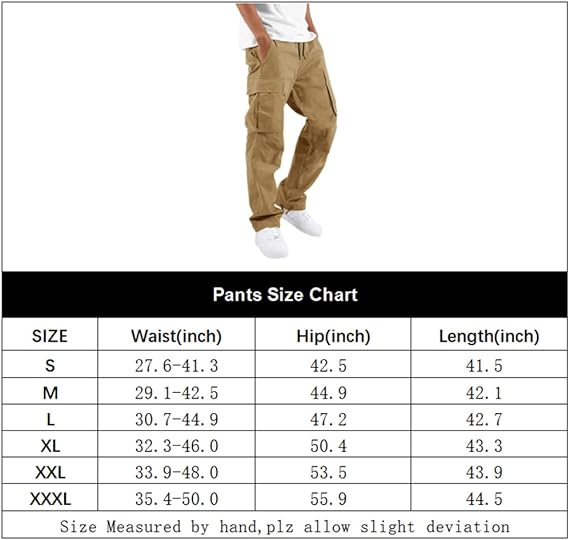 Pants Size Chart
SIZE Waist(inch) Hip(inch) Length(inch)
S 27.6-41.3 42.5 41.5
M 29.1-42.5 44.9 42.1
L 30.7-44.9 47.2 42.7
XL 32.3-46.0 50.4 43.3
XXL 33.9-48.0 53.5 43.9
XXXL 35.4-50.0 55.9 44.5
Size Measured by hand,plz allow slight deviation